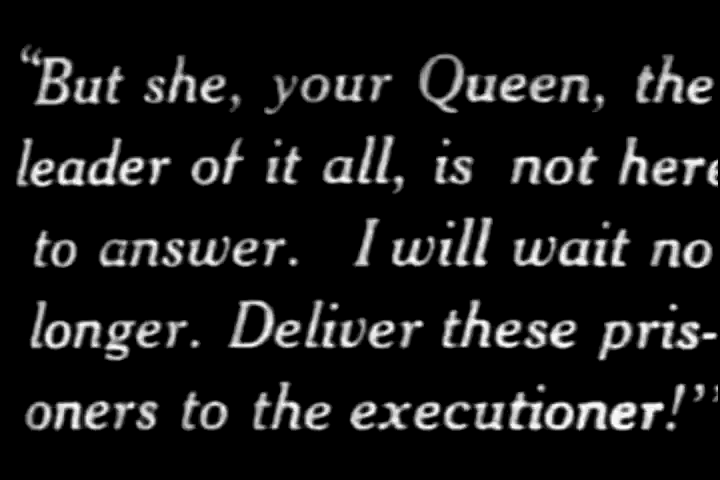 “But she, your Queen, the
leader of it all, is not here
to answer. I will wait no
longer. Deliver these pris-
oners to the executioner!”